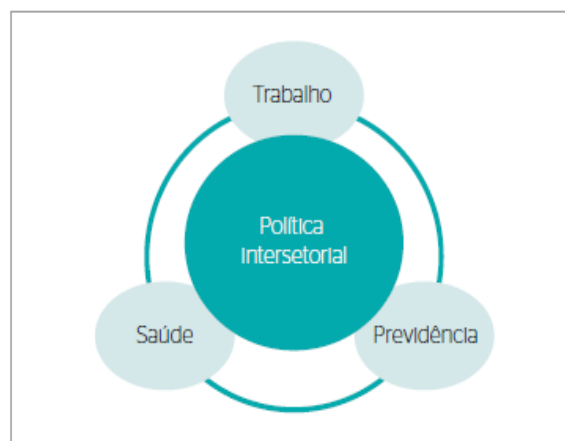 Trabalho
Política
Intersetorial
Saúde
Previdência